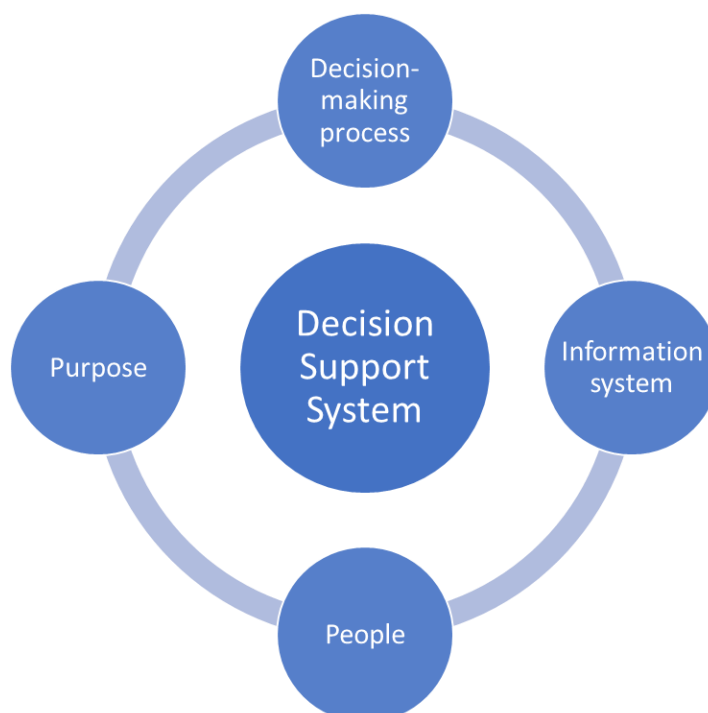 Decision-
making
process
Purpose
Decision
Support
System
Information
system
People